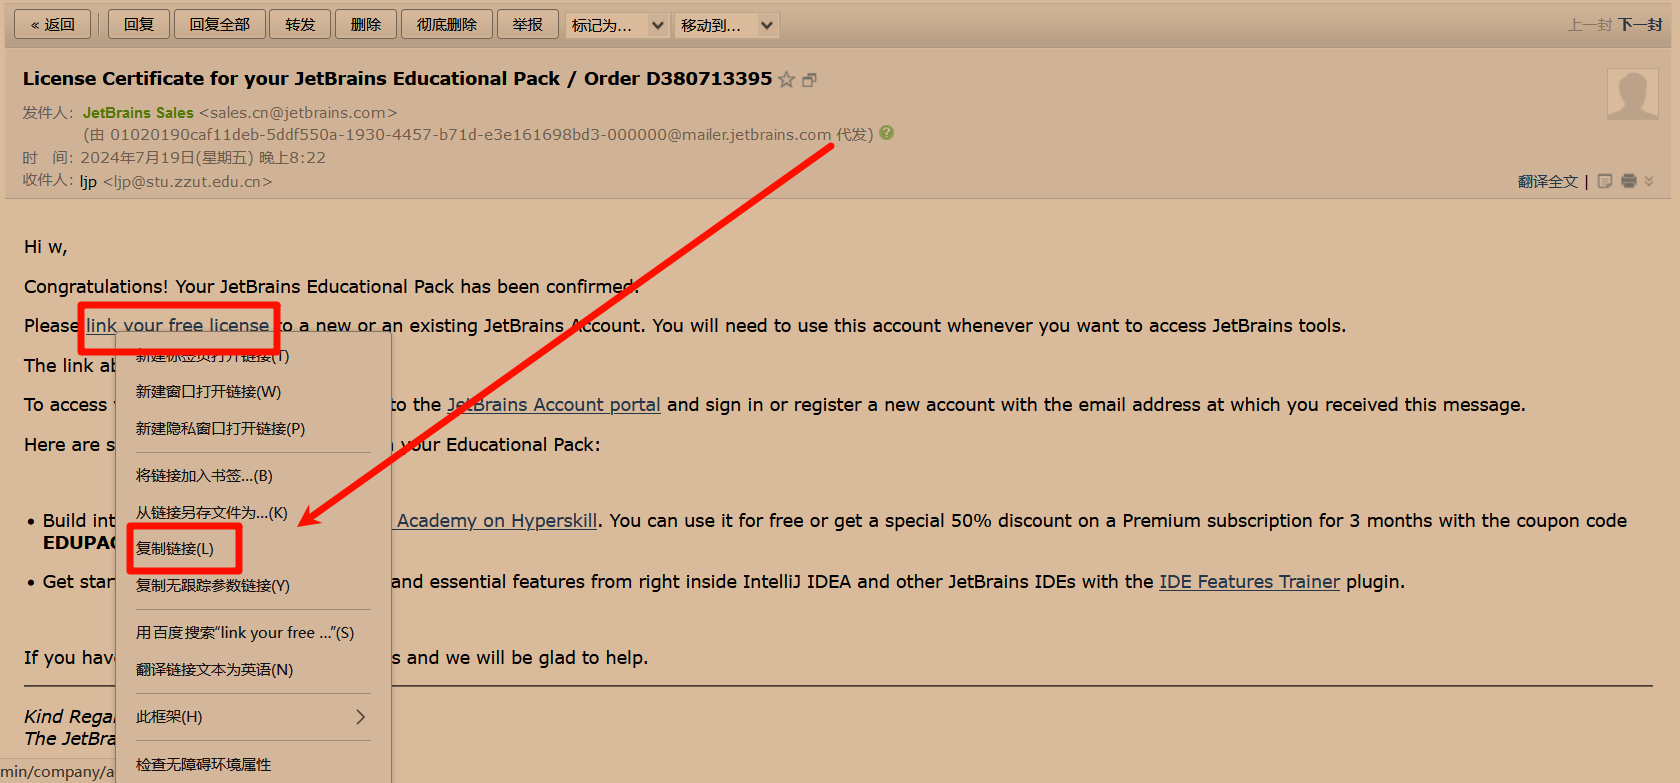 « 返回 回复 回复全部 转发 删除 彻底删除 举报 标记为... 移动到... 上一封 下一封
License Certificate for your JetBrains Educational Pack / Order D380713395
发件人： JetBrains Sales <sales.cn@jetbrains.com>
(由 01020190caf11deb-5ddf550a-1930-4457-b71d-e3e161698bd3-000000@mailer.jetbrains.com 代发)
时 间： 2024年7月19日(星期五) 晚上8:22
收件人： ljp <ljp@stu.zzut.edu.cn>
翻译全文 |
Hi w,
Congratulations! Your JetBrains Educational Pack has been confirmed.
Please link your free license to a new or an existing JetBrains Account. You will need to use this account whenever you want to access JetBrains tools.
新建标签页打开链接(T)
The link ab
新建窗口打开链接(W)
To access to the JetBrains Account portal and sign in or register a new account with the email address at which you received this message.
新建隐私窗口打开链接(P)
Here are s your Educational Pack:
将链接加入书签...(B)
从链接另存文件为...(K)
• Build int Academy on Hyperskill. You can use it for free or get a special 50% discount on a Premium subscription for 3 months with the coupon code
EDUPAC
复制链接(L)
• Get star and essential features from right inside IntelliJ IDEA and other JetBrains IDEs with the IDE Features Trainer plugin.
复制无跟踪参数链接(Y)
用百度搜索“link your free ...”(S)
If you have s and we will be glad to help.
翻译链接文本为英语(N)
此框架(H)
Kind Rega
The JetBra
检查无障碍环境属性
min/company/a